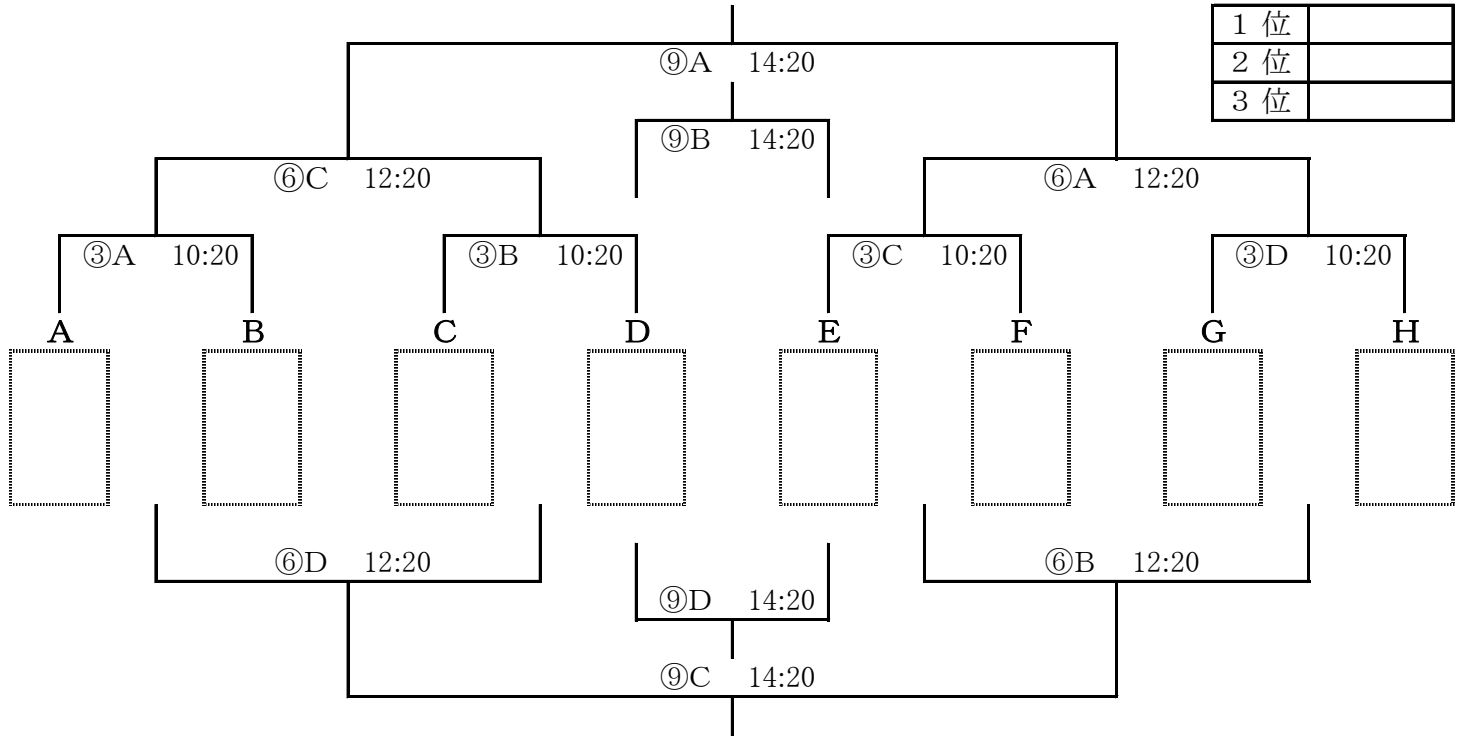 1 位
2 位
3 位
⑨A 14:20
⑨B 14:20
⑥C 12:20
⑥A 12:20
③A 10:20
③B 10:20
③C 10:20
③D 10:20
A B C D E F G H
⑥D 12:20
⑥B 12:20
⑨D 14:20
⑨C 14:20